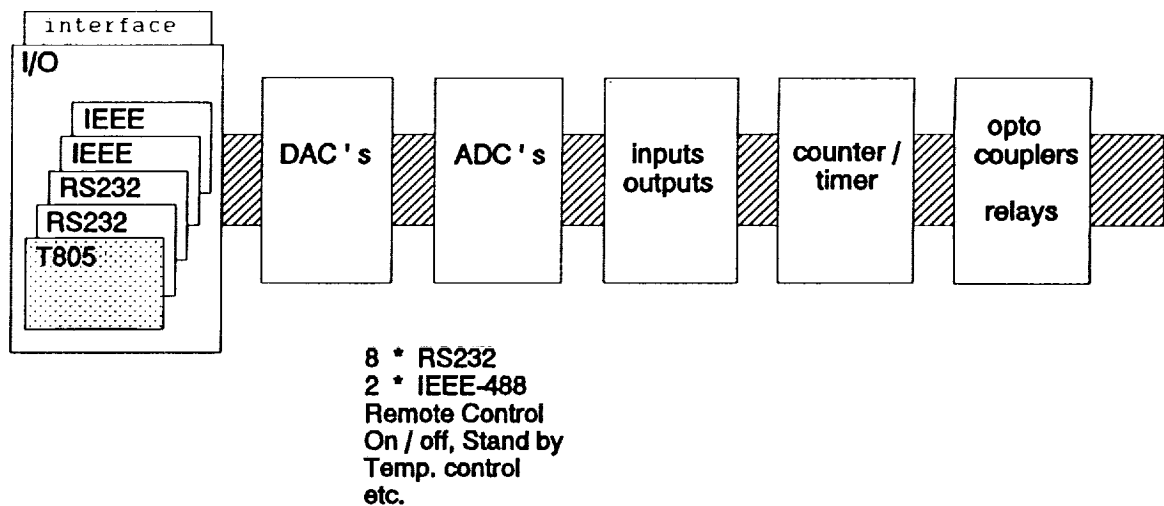 interface
I/O
IEEE
IEEE
RS232
RS232
T805
DAC ' s
ADC ' s
inputs
outputs
counter /
timer
opto
couplers
relays
8 * RS232
2 * IEEE-488
Remote Control
On / off, Stand by
Temp. control
etc.